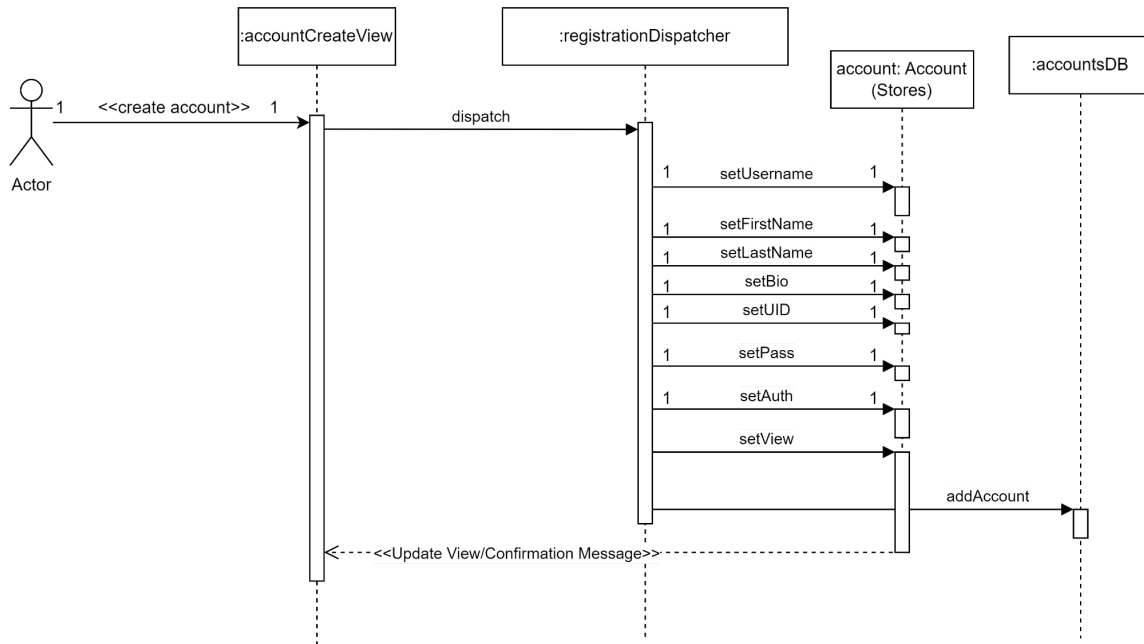 :accountCreateView
:registrationDispatcher
account: Account
(Stores)
:accountsDB
1 <<create account>> 1
Actor
dispatch
1 setUsername 1
1 setFirstName 1
1 setLastName 1
1 setBio 1
1 setUID 1
1 setPass 1
1 setAuth 1
setView
addAccount
<<Update View/Confirmation Message>>